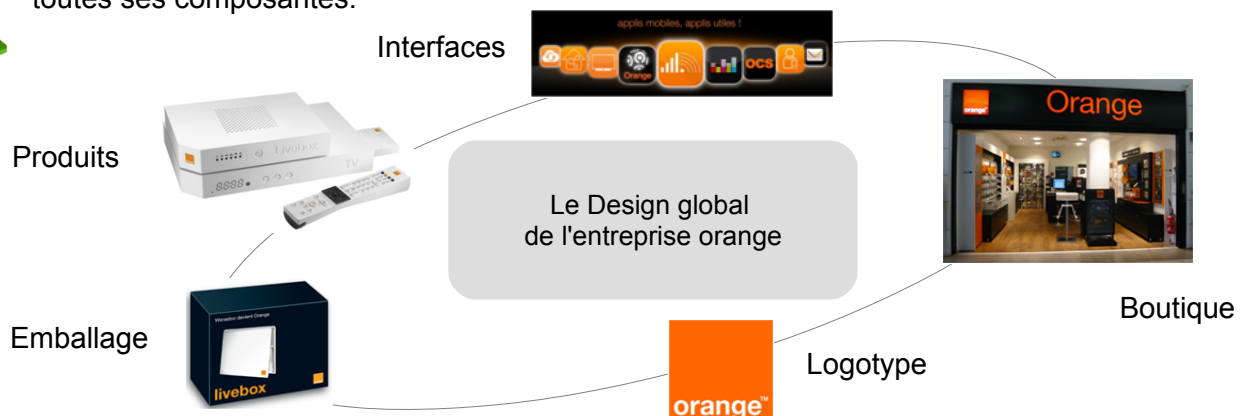 toutes ses composantes.
Interfaces
applis mobiles, applis utiles !
Orange
ocs
orange
Orange
Produits
Livebox
TV
8888
Le Design global
de l'entreprise orange
Boutique
Emballage
Wanadoo devient Orange
livebox
Logotype
orange™